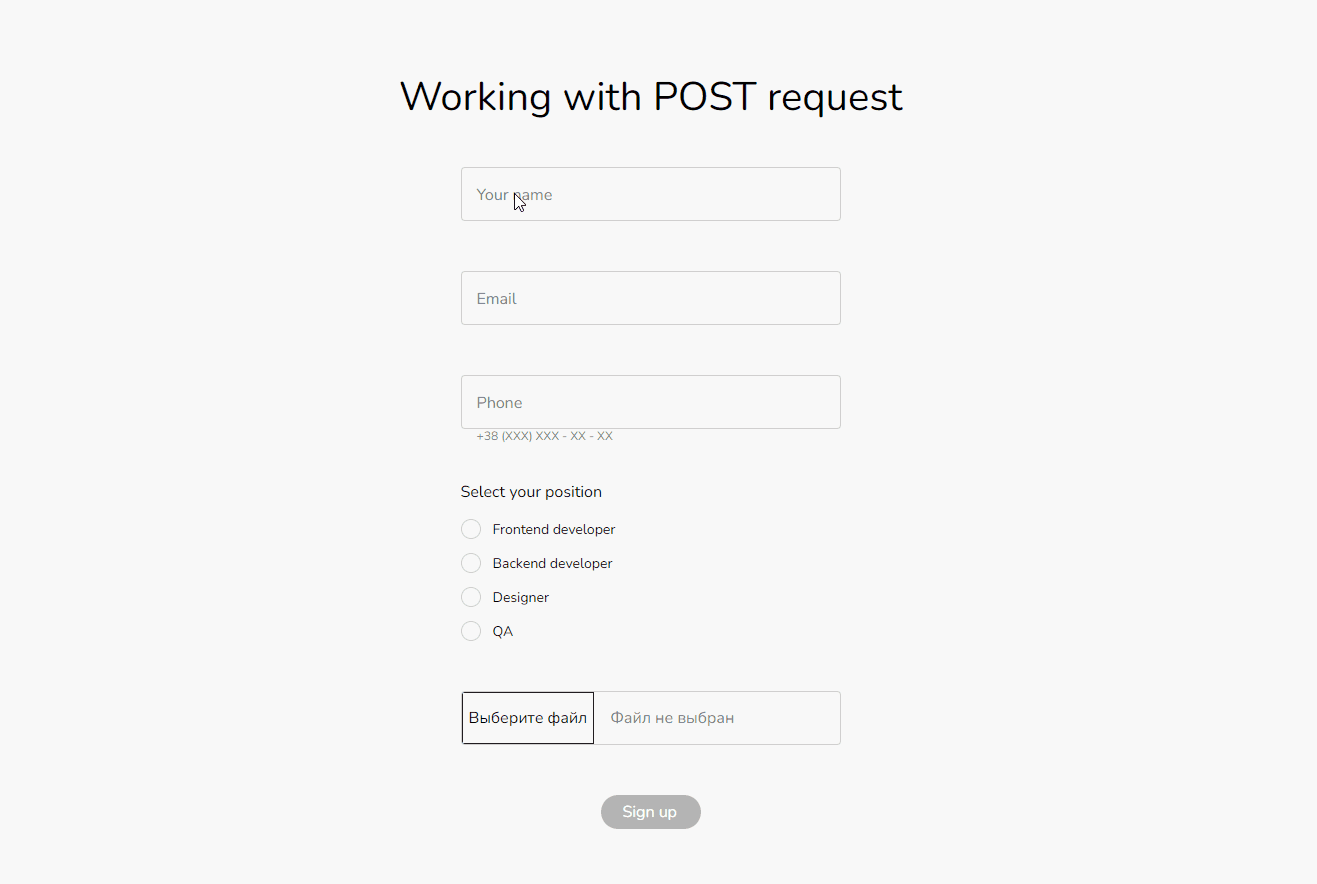 Working with POST request
Your name
Email
Phone
+38 (XXX) XXX - XX - XX
Select your position
Frontend developer
Backend developer
Designer
QA
Выберите файл Файл не выбран
Sign up